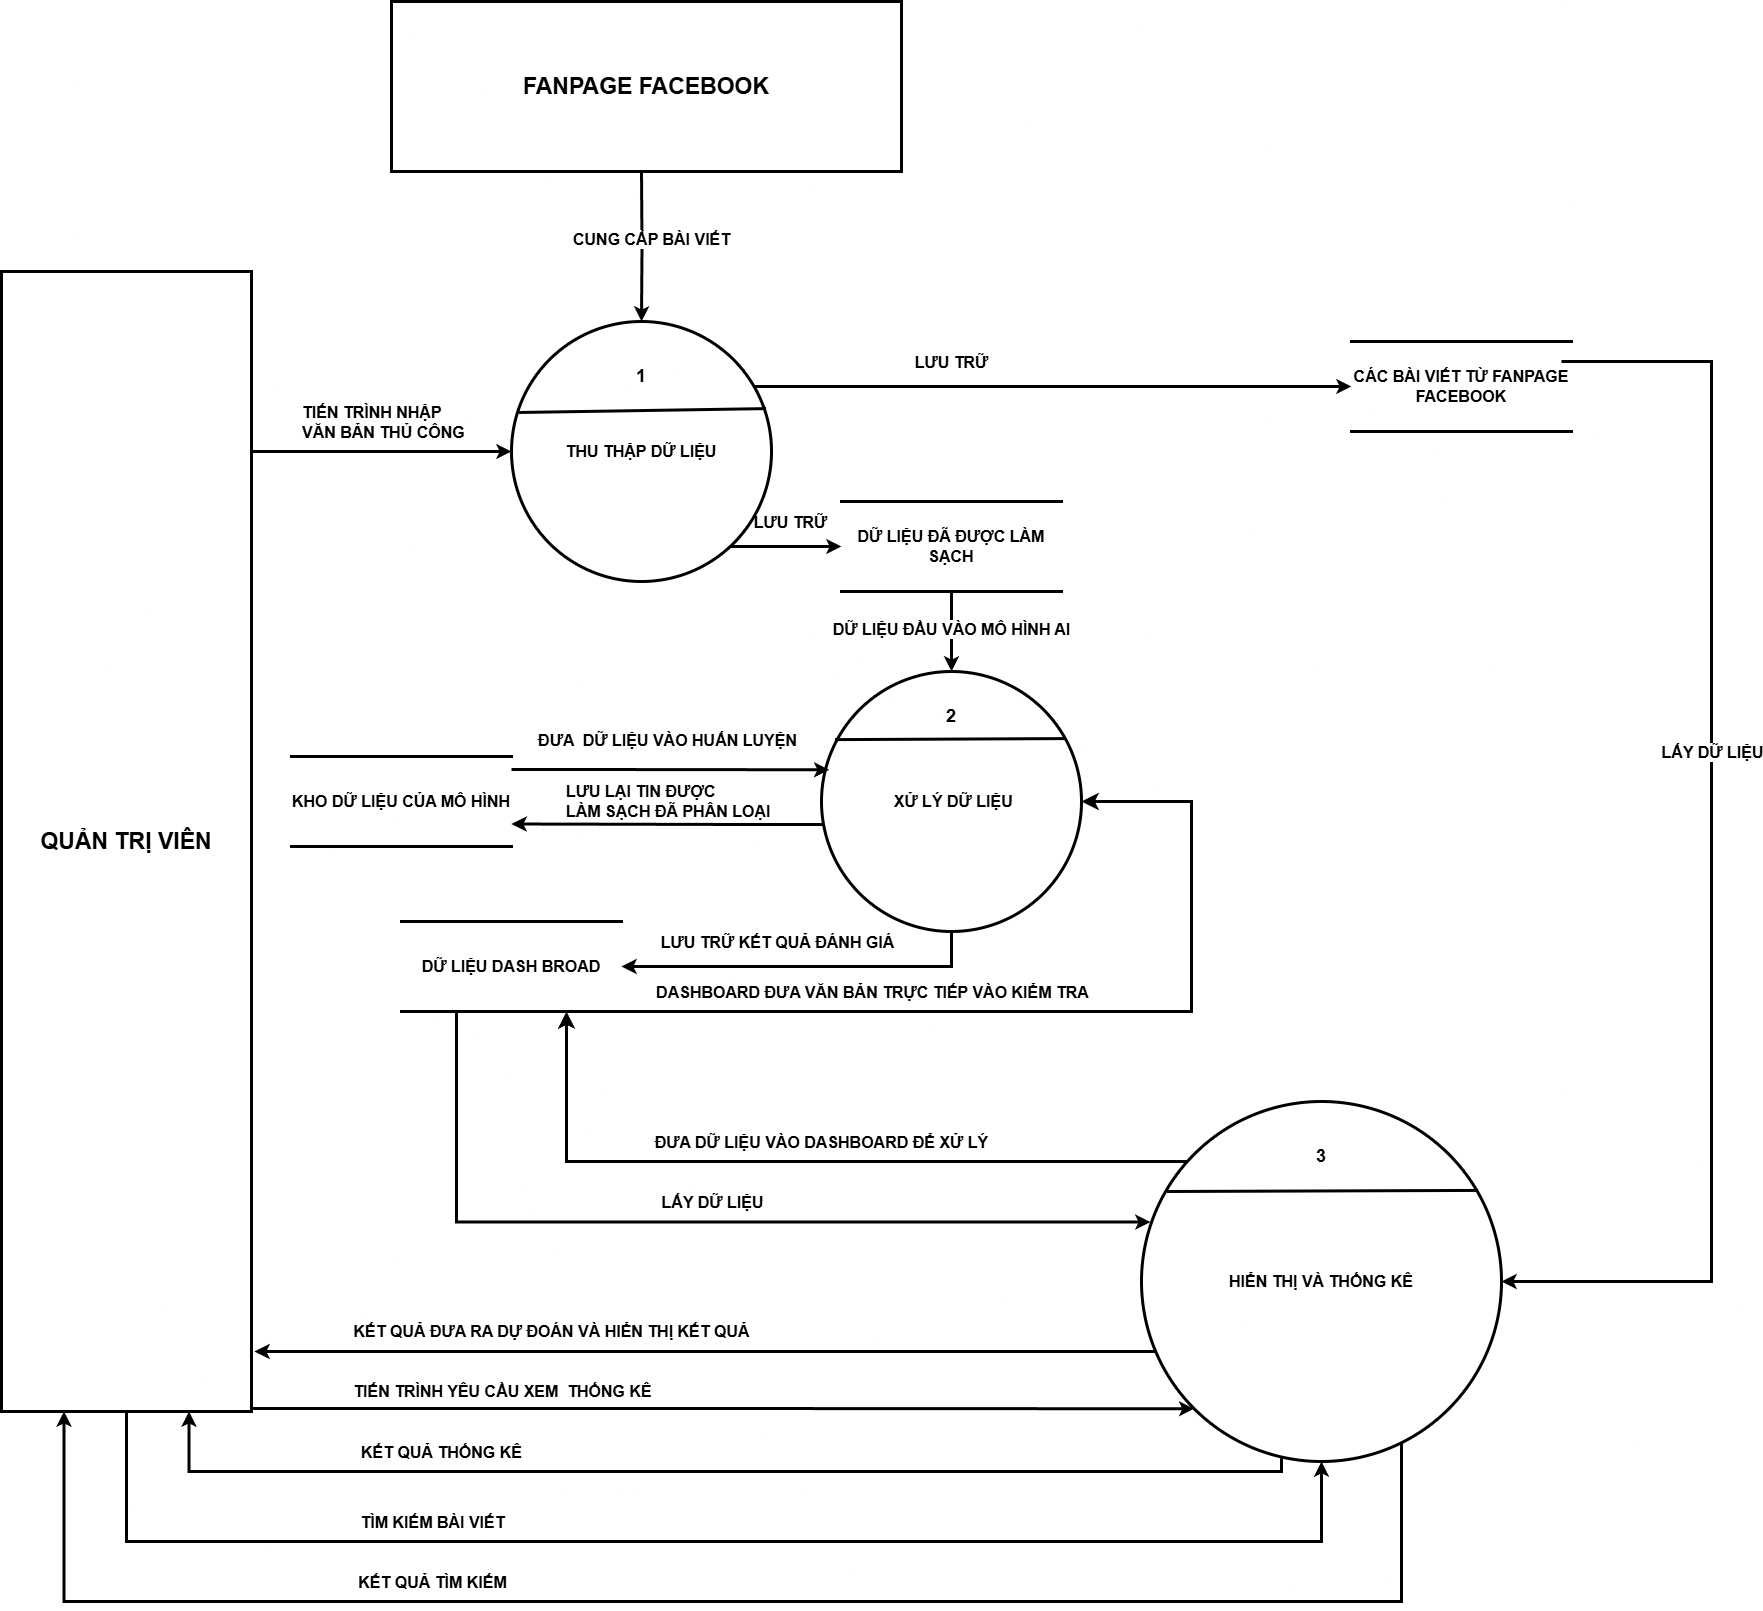 FANPAGE FACEBOOK
CUNG CẤP BÀI VIẾT
1
THU THẬP DỮ LIỆU
TIẾN TRÌNH NHẬP
VĂN BẢN THỦ CÔNG
LƯU TRỮ
CÁC BÀI VIẾT TỪ FANPAGE
FACEBOOK
LƯU TRỮ
DỮ LIỆU ĐÃ ĐƯỢC LÀM
SẠCH
DỮ LIỆU ĐẦU VÀO MÔ HÌNH AI
2
XỬ LÝ DỮ LIỆU
ĐƯA  DỮ LIỆU VÀO HUẤN LUYỆN
LƯU LẠI TIN ĐƯỢC
LÀM SẠCH ĐÃ PHÂN LOẠI
KHO DỮ LIỆU CỦA MÔ HÌNH
LẤY DỮ LIỆU
QUẢN TRỊ VIÊN
LƯU TRỮ KẾT QUẢ ĐÁNH GIÁ
DỮ LIỆU DASH BROAD
DASHBOARD ĐƯA VĂN BẢN TRỰC TIẾP VÀO KIỂM TRA
ĐƯA DỮ LIỆU VÀO DASHBOARD ĐỂ XỬ LÝ
3
LẤY DỮ LIỆU
HIỂN THỊ VÀ THỐNG KÊ
KẾT QUẢ ĐƯA RA DỰ ĐOÁN VÀ HIỂN THỊ KẾT QUẢ
TIẾN TRÌNH YÊU CẦU XEM  THỐNG KÊ
KẾT QUẢ THỐNG KÊ
TÌM KIẾM BÀI VIẾT
KẾT QUẢ TÌM KIẾM